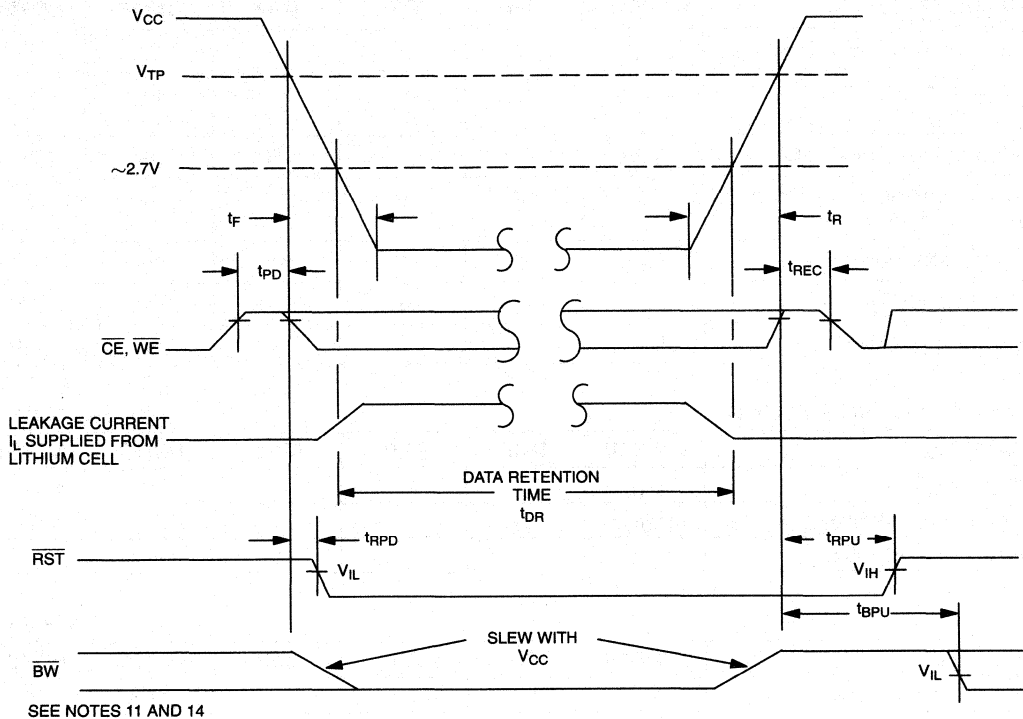 VCC
VTP
~2.7V
tF
tR
tPD
tREC
CE, WE
LEAKAGE CURRENT
IL SUPPLIED FROM
LITHIUM CELL
DATA RETENTION
TIME
tDR
tRPD
tRPU
RST
VIL
VIH
tBPU
SLEW WITH
VCC
BW
VIL
SEE NOTES 11 AND 14